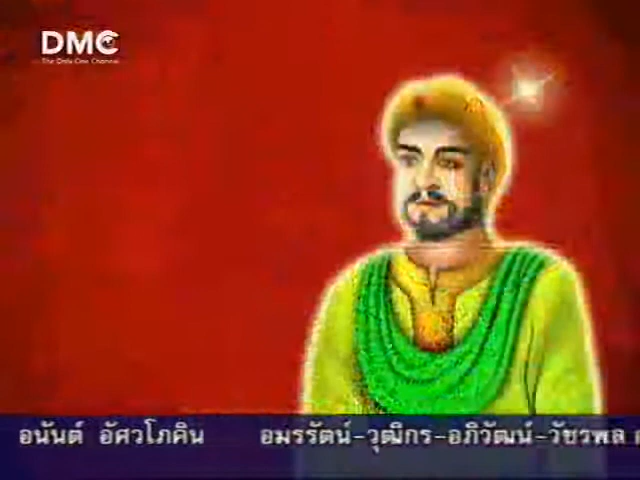 DMC
The Only One Channel
อนันต์ อัศวโภคิน อมรรัตน์-วุฒิกร-อภิวัฒน์-วัชวพล